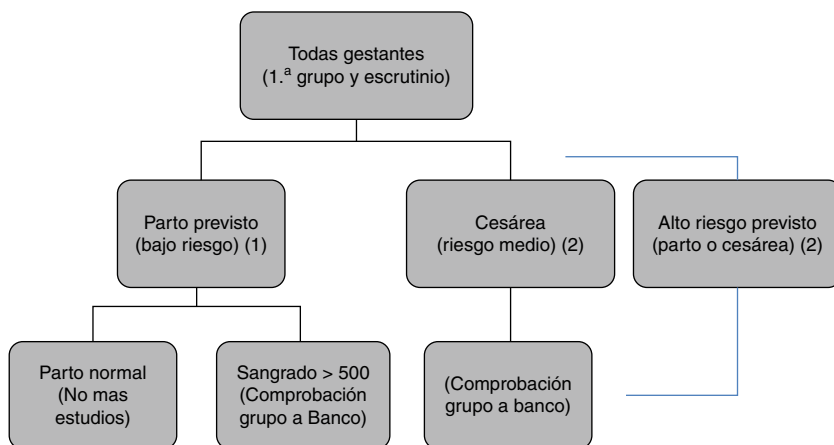 Todas gestantes
(1.ª grupo y escrutinio)
Parto previsto
(bajo riesgo) (1)
Cesárea
(riesgo medio) (2)
Alto riesgo previsto
(parto o cesárea) (2)
Parto normal
(No mas
estudios)
Sangrado > 500
(Comprobación
grupo a Banco)
(Comprobación
grupo a banco)